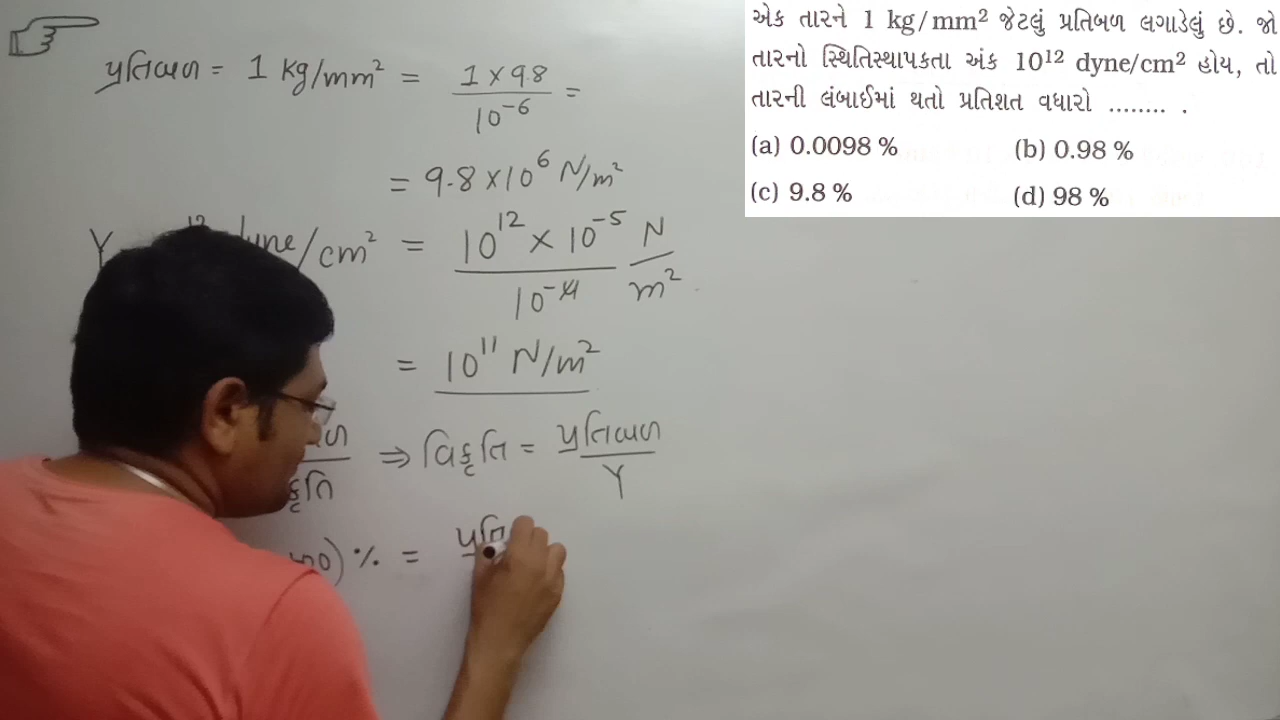 એક તારને 1 kg/mm² જેટલું પ્રતિબળ લગાડેલું છે. જો
તારનો સ્થિતિસ્થાપકતા અંક 10¹² dyne/cm² હોય, તો
તારની લંબાઈમાં થતો પ્રતિશત વધારો ........ .
(a) 0.0098 % (b) 0.98 %
(c) 9.8 % (d) 98 %
પ્રતિબળ = 1 kg/mm² = 1 × 9.8 / 10⁻⁶ =
= 9.8 × 10⁶ N/m²
Y dyne/cm² = 10¹² × 10⁻⁵ / 10⁻⁴ N/m²
= 10¹¹ N/m²
⇒ વિકૃતિ = પ્રતિબળ / Y
) % = પ્રતિ